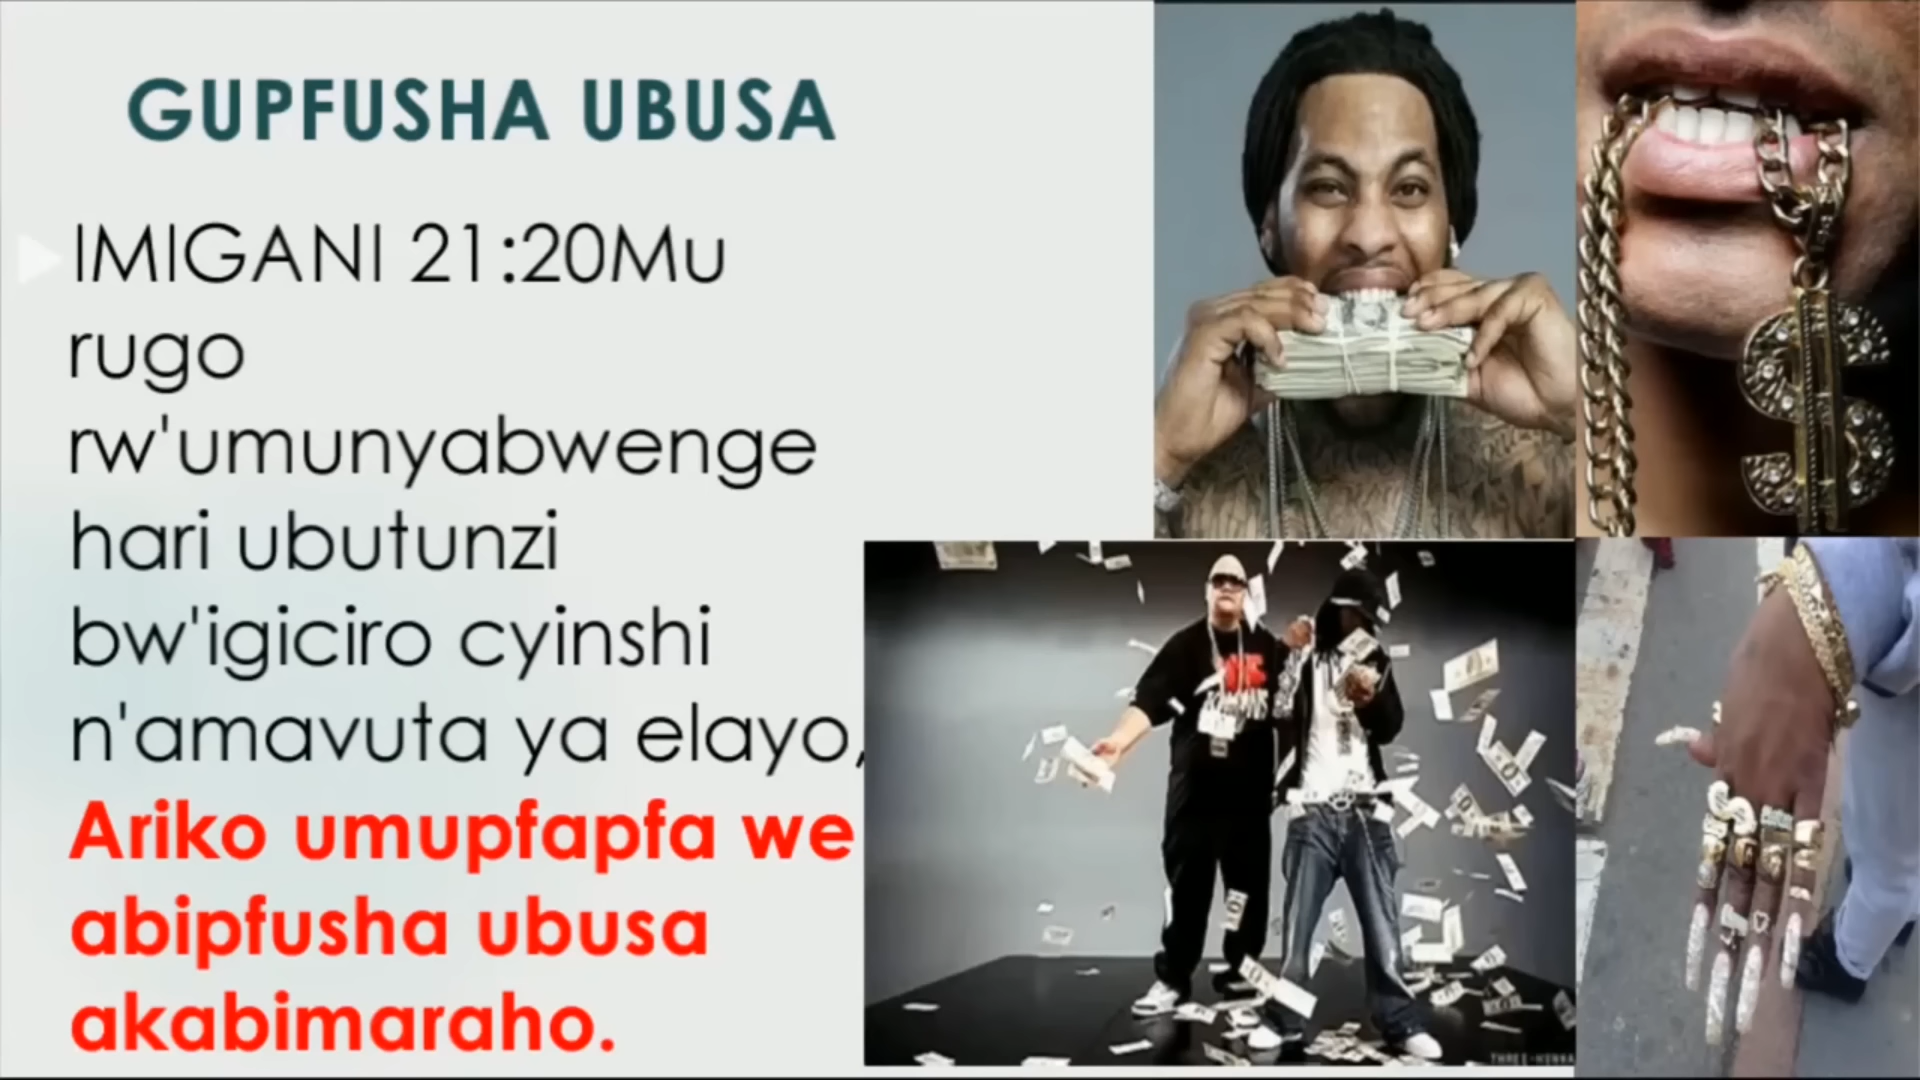 GUPFUSHA UBUSA
IMIGANI 21:20Mu
rugo
rw'umunyabwenge
hari ubutunzi
bw'igiciro cyinshi
n'amavuta ya elayo,
Ariko umupfapfa we
abipfusha ubusa
akabimaraho.